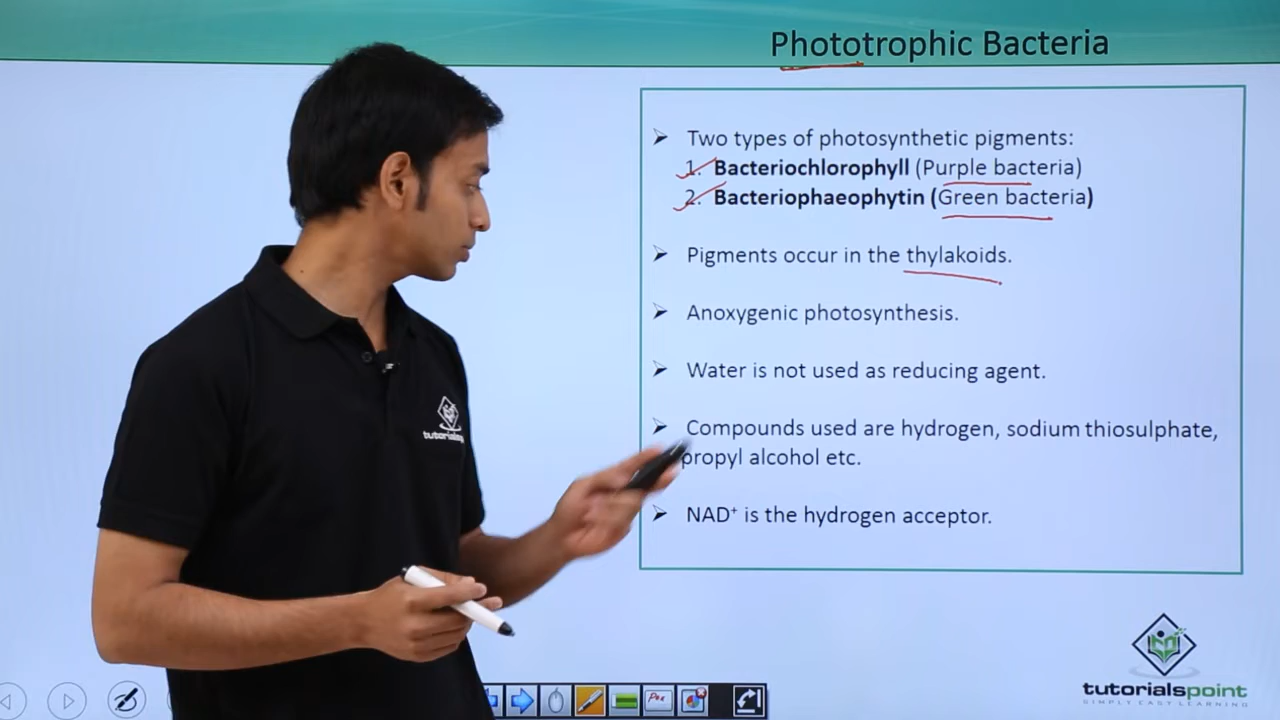 Phototrophic Bacteria
Two types of photosynthetic pigments:
1. Bacteriochlorophyll (Purple bacteria)
2. Bacteriophaeophytin (Green bacteria)
Pigments occur in the thylakoids.
Anoxygenic photosynthesis.
Water is not used as reducing agent.
Compounds used are hydrogen, sodium thiosulphate,
propyl alcohol etc.
NAD⁺ is the hydrogen acceptor.
tutorialspoint
Pen
tutorialspoint
SIMPLY EASY LEARNING